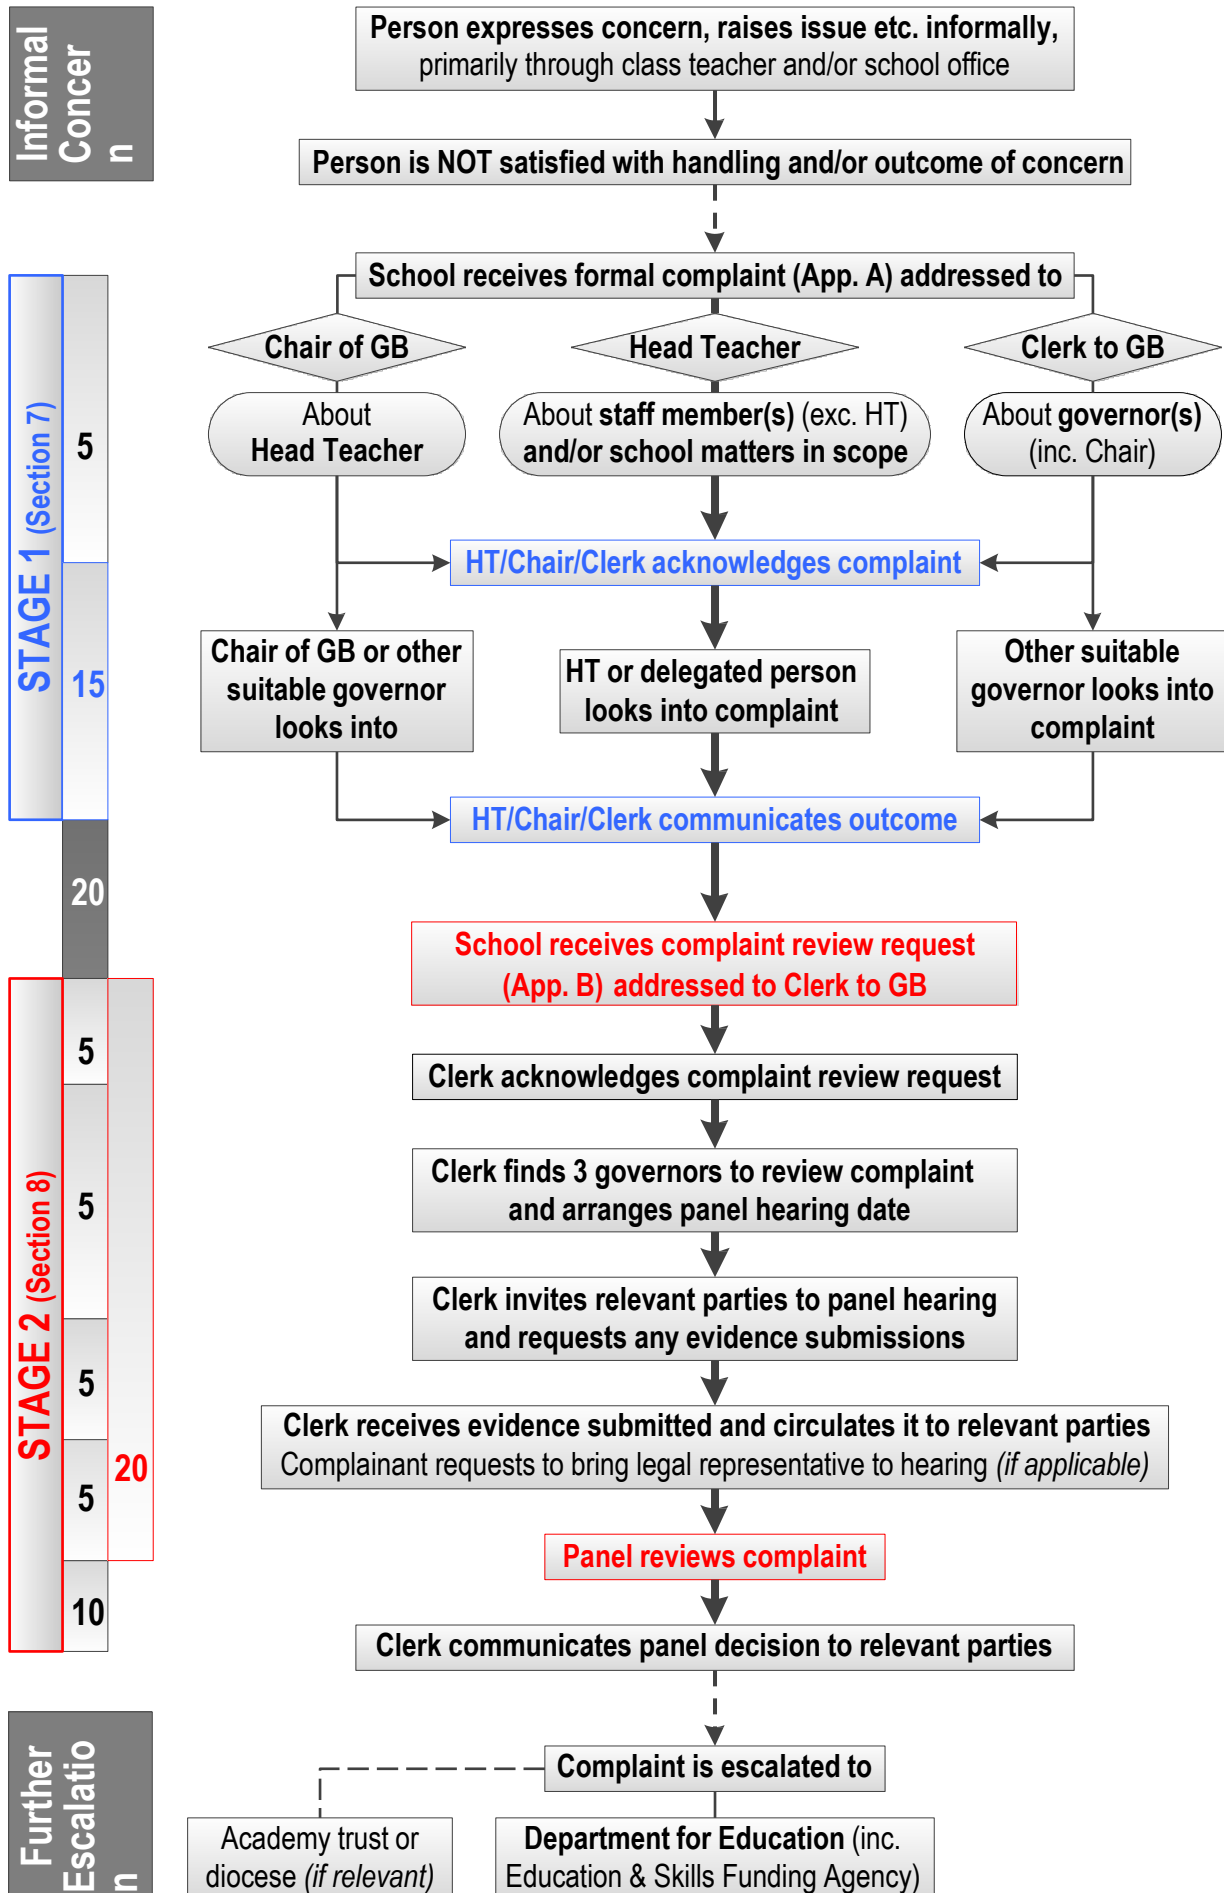 Informal
Concer
n
Person expresses concern, raises issue etc. informally,
primarily through class teacher and/or school office
Person is NOT satisfied with handling and/or outcome of concern
STAGE 1 (Section 7)
5
15
20
School receives formal complaint (App. A) addressed to
Chair of GB
Head Teacher
Clerk to GB
About
Head Teacher
About staff member(s) (exc. HT)
and/or school matters in scope
About governor(s)
(inc. Chair)
HT/Chair/Clerk acknowledges complaint
Chair of GB or other
suitable governor
looks into
HT or delegated person
looks into complaint
Other suitable
governor looks into
complaint
HT/Chair/Clerk communicates outcome
STAGE 2 (Section 8)
5
5
5
5
20
10
School receives complaint review request
(App. B) addressed to Clerk to GB
Clerk acknowledges complaint review request
Clerk finds 3 governors to review complaint
and arranges panel hearing date
Clerk invites relevant parties to panel hearing
and requests any evidence submissions
Clerk receives evidence submitted and circulates it to relevant parties
Complainant requests to bring legal representative to hearing (if applicable)
Panel reviews complaint
Clerk communicates panel decision to relevant parties
Further
Escalatio
n
Complaint is escalated to
Academy trust or
diocese (if relevant)
Department for Education (inc.
Education & Skills Funding Agency)